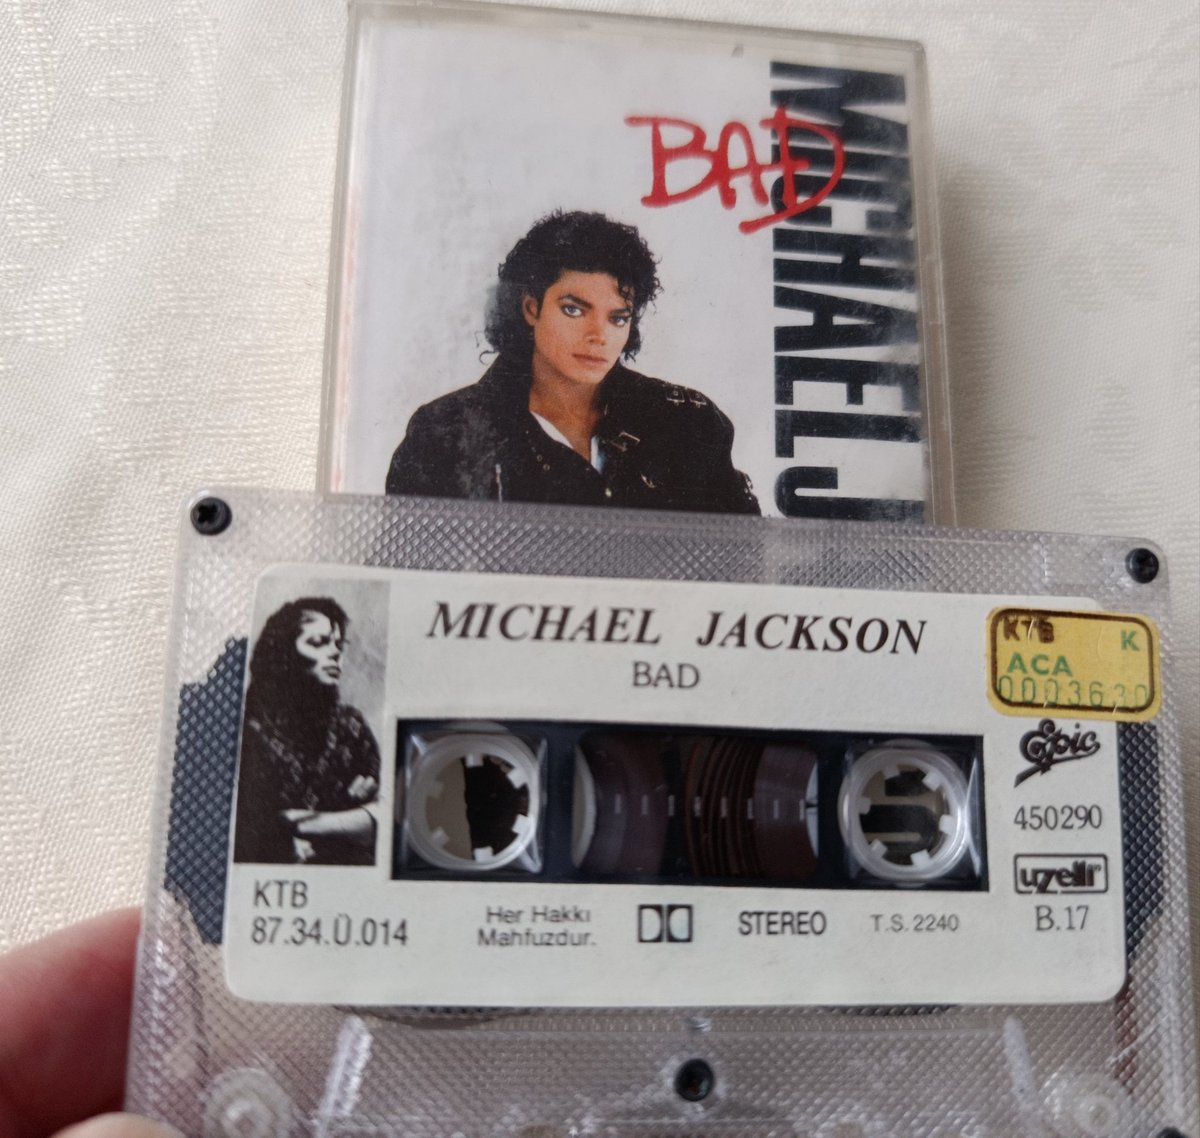 BAD
MICHAEL J
MICHAEL JACKSON
BAD
KTB K
ACA
0003630
Epic
450290
uzelli
B.17
KTB
87.34.Ü.014
Her Hakkı
Mahfuzdur.
STEREO
T.S. 2240